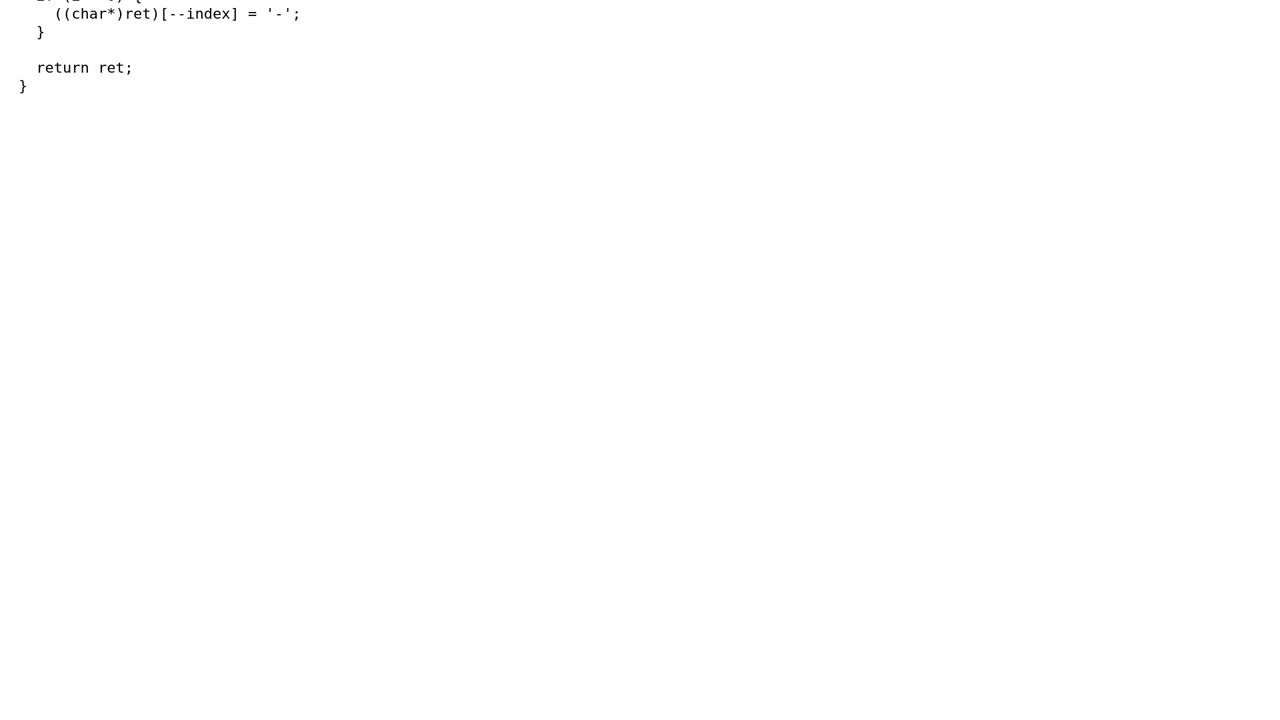 ((char*)ret)[--index] = '-';
}
return ret;
}